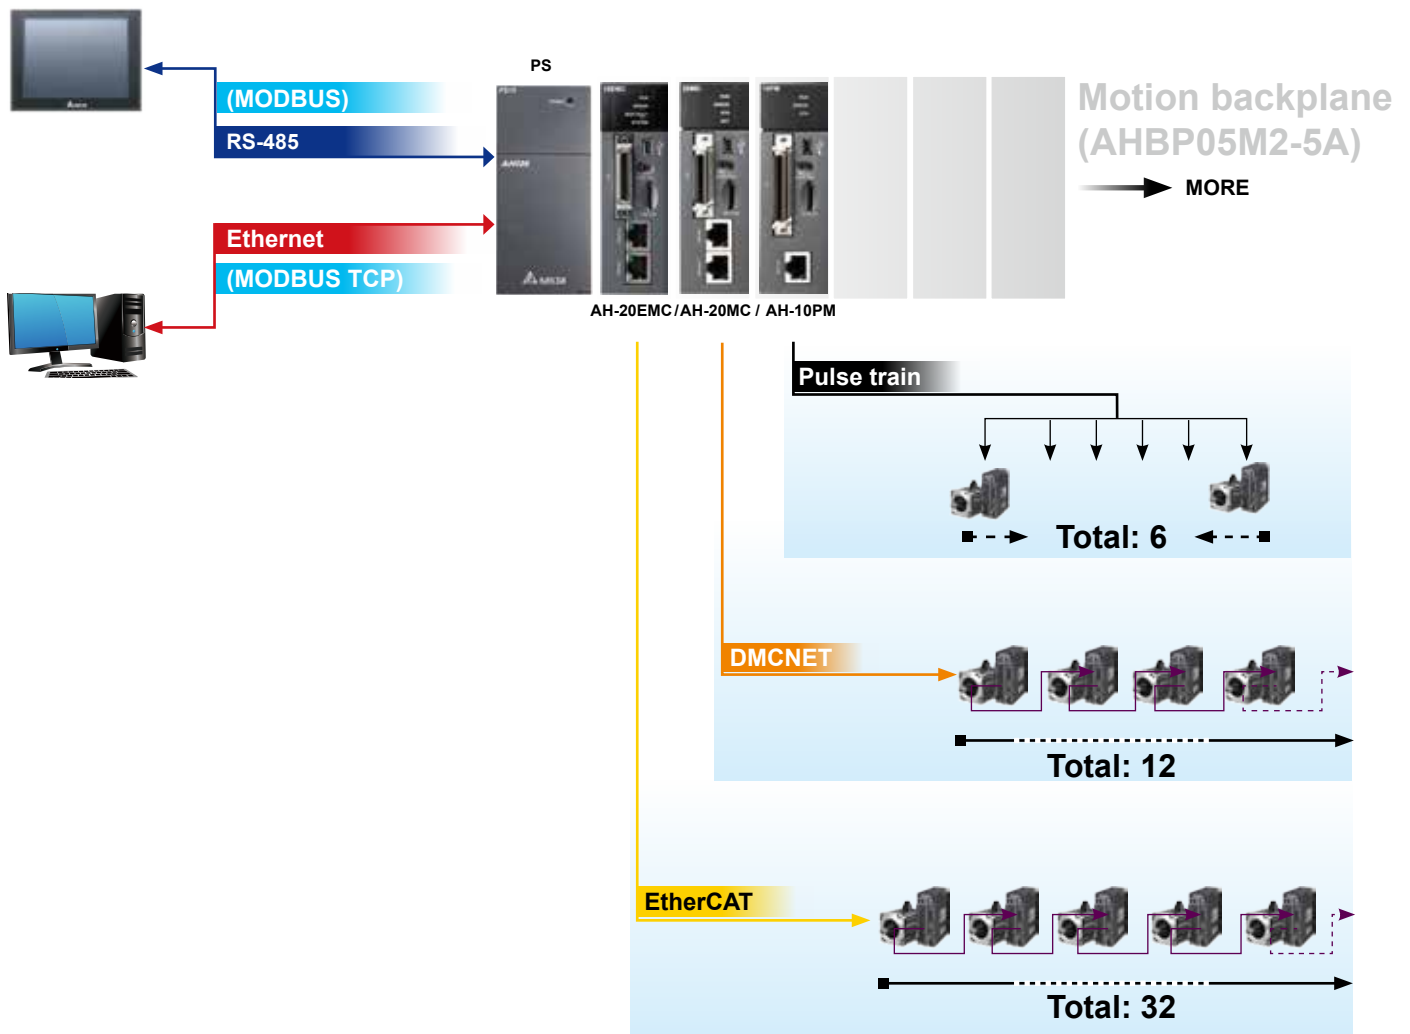 PS
(MODBUS)
RS-485
Ethernet
(MODBUS TCP)
Motion backplane
(AHBP05M2-5A)
MORE
AH-20EMC / AH-20MC / AH-10PM
Pulse train
Total: 6
DMCNET
Total: 12
EtherCAT
Total: 32